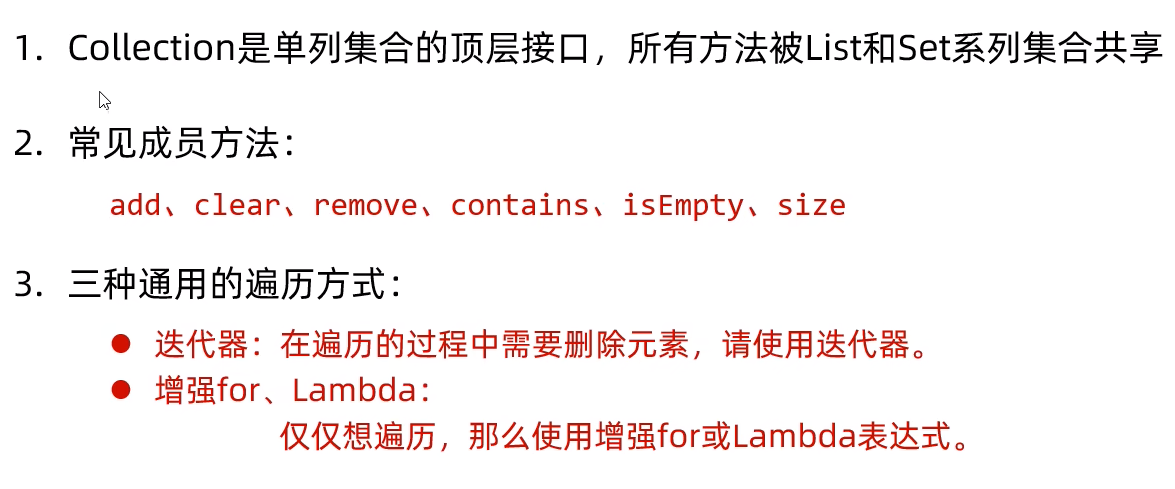 1. Collection是单列集合的顶层接口，所有方法被List和Set系列集合共享
2. 常见成员方法：
add、clear、remove、contains、isEmpty、size
3. 三种通用的遍历方式：
● 迭代器：在遍历的过程中需要删除元素，请使用迭代器。
● 增强for、Lambda：
仅仅想遍历，那么使用增强for或Lambda表达式。